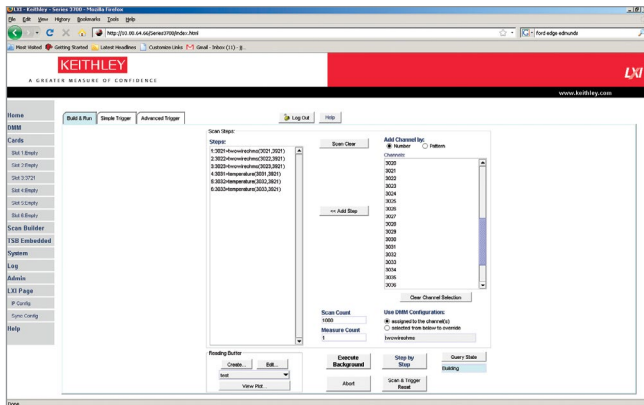 LXI - Keithley - Series 3700 - Mozilla Firefox
File Edit View History Bookmarks Tools Help
http://10.80.64.66/Series3700/index.html
ford edge edmunds
Most Visited Getting Started Latest Headlines Customize Links Gmail - Inbox (11) - jj...
KEITHLEY
A GREATER MEASURE OF CONFIDENCE
LXI
www.keithley.com
Home
DMM
Cards
Slot 1:Empty
Slot 2:Empty
Slot 3:3721
Slot 4:Empty
Slot 5:Empty
Slot 6:Empty
Scan Builder
TSB Embedded
System
Log
Admin
LXI Page
IP Config
Sync Config
Help
Build & Run Simple Trigger Advanced Trigger
Log Out Help
Scan Steps:
Steps:
1:3021=twowireohms(3021,3921)
2:3022=twowireohms(3022,3921)
3:3023=twowireohms(3023,3921)
4:3031=temperature(3031,3921)
5:3032=temperature(3032,3921)
6:3033=temperature(3033,3921)
Scan Clear
<< Add Step
Add Channel by:
Number Pattern
Channels:
3020
3021
3022
3023
3024
3025
3026
3027
3028
3029
3030
3031
3032
3033
3034
3035
3036
Clear Channel Selection
Scan Count
1000
Measure Count
1
Use DMM Configuration:
assigned to the channel(s)
selected from below to override
twowireohms
Reading Buffer
Create... Edit...
test
View Plot...
Execute Background
Step by Step
Query State
Building
Abort
Scan & Trigger Reset
Done